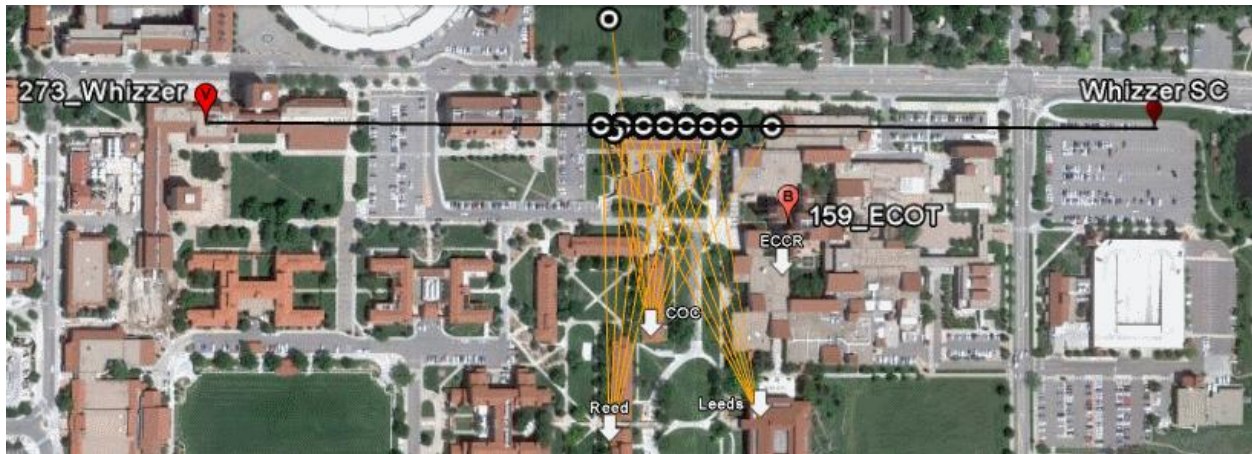 273_Whizzer
V
Whizzer SC
B
159_ECOT
ECCR
COC
Reed
Leeds